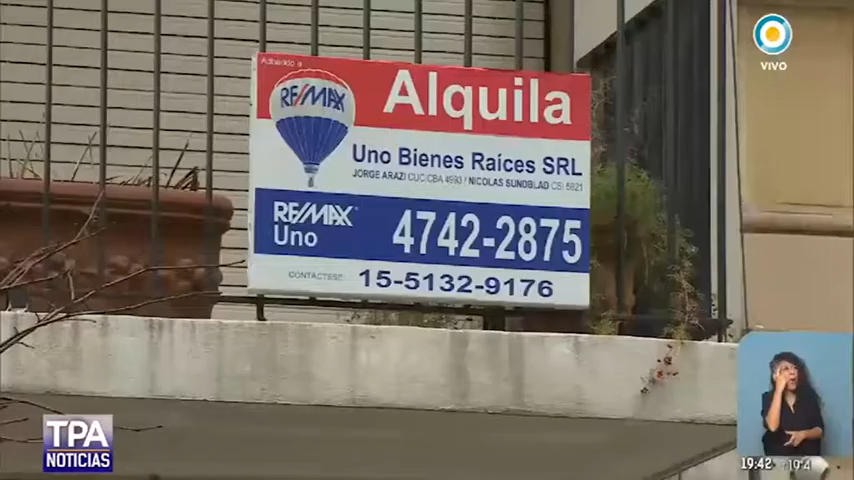 Adherido a
RE/MAX
Alquila
Uno Bienes Raíces SRL
JORGE ARAZI CUCICBA 4993 / NICOLAS SUNDBLAD CSI 5821
RE/MAX
Uno
4742-2875
CONTACTESE:
15-5132-9176
VIVO
TPA
NOTICIAS
19:42